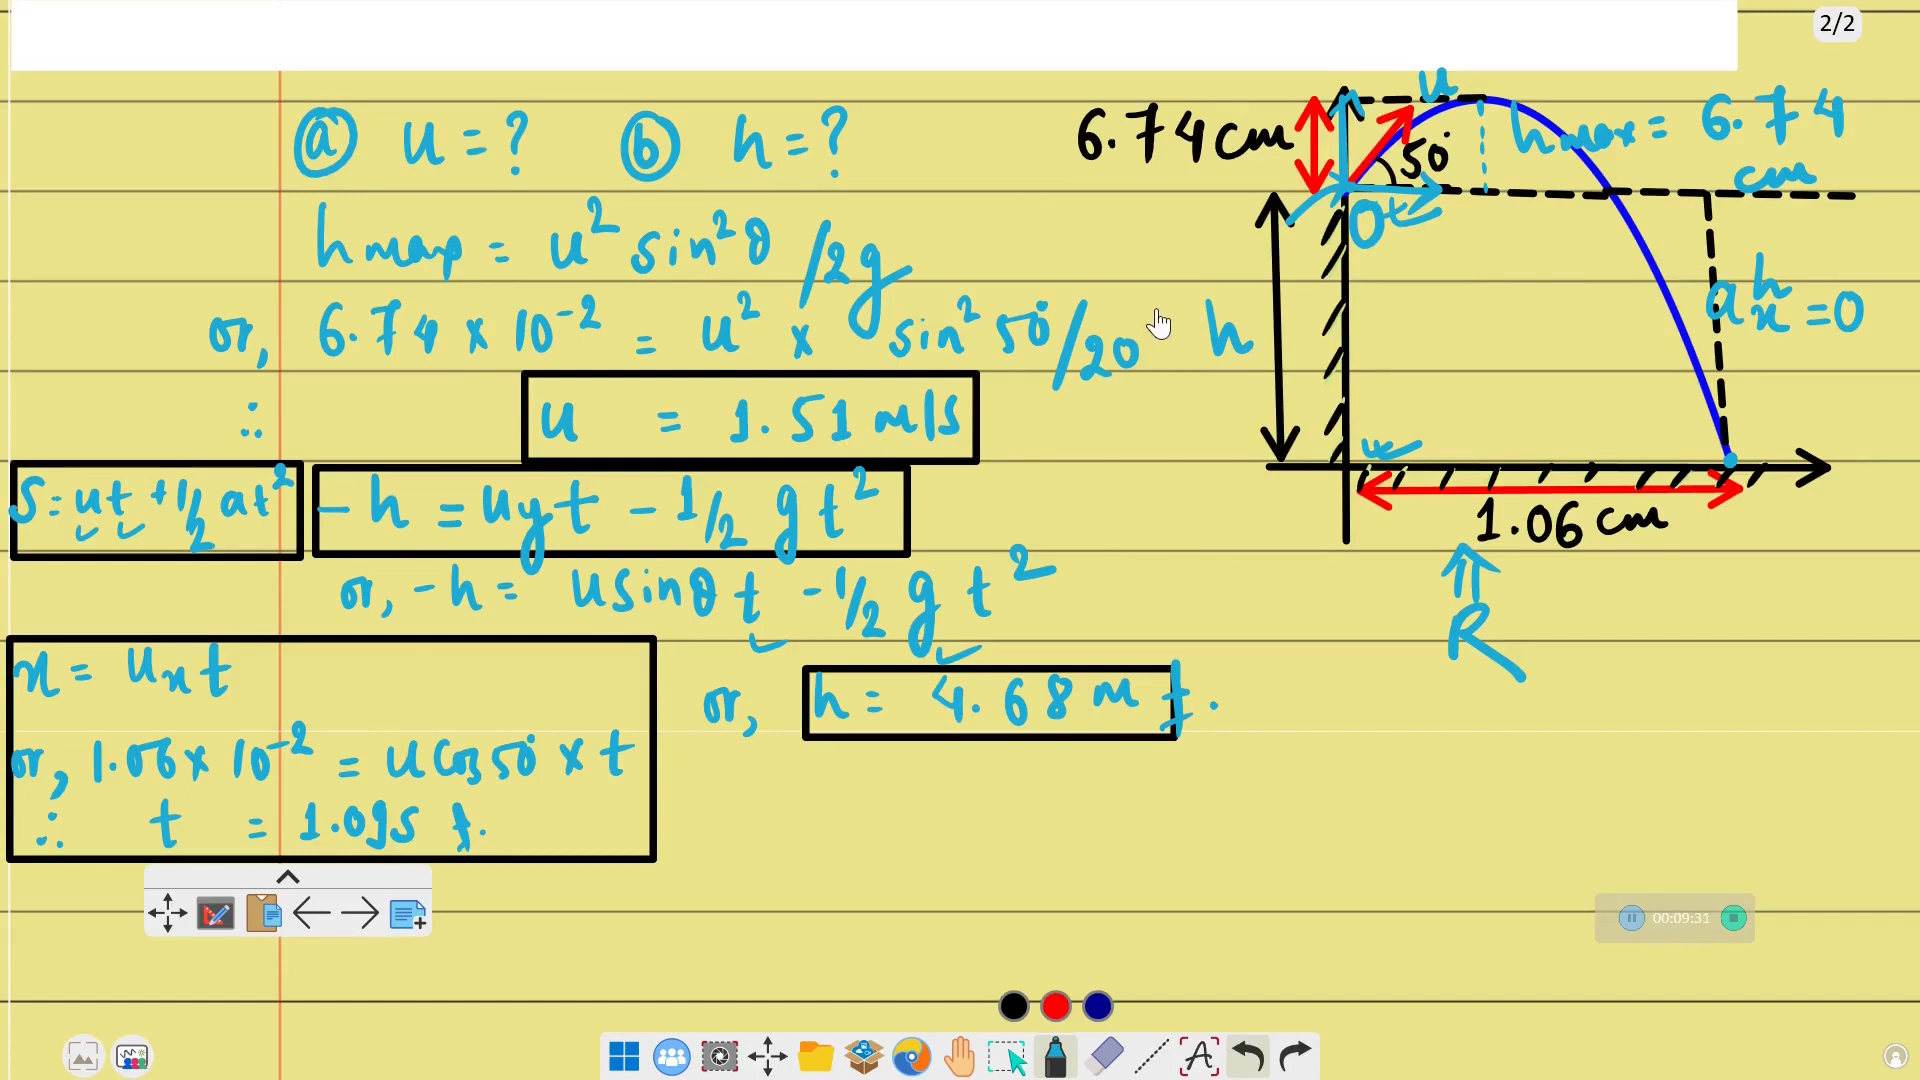 2/2
ⓐ u = ? ⓑ h = ?
hmax = u² sin²θ /2g
or, 6.74 × 10⁻² = u² × sin² 50° /20
∴ u = 1.51 m/s
S = ut + 1/2 at²
- h = uyt - 1/2 gt²
or, - h = usinθ t - 1/2 g t²
x = uxt
or, 1.06 × 10⁻² = u cos 50° × t
∴ t = 1.09s
or, h = 4.68 m
6.74 cm
u
50°
hmax = 6.74 cm
O
h
h
ax = 0
1.06 cm
R
00:09:31